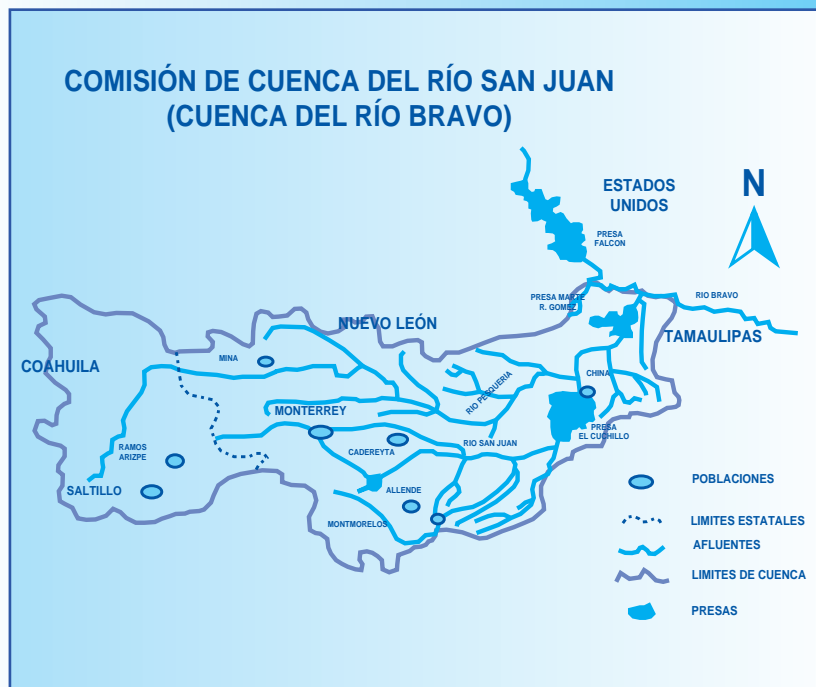 COMISIÓN DE CUENCA DEL RÍO SAN JUAN
(CUENCA DEL RÍO BRAVO)
ESTADOS
UNIDOS
N
PRESA
FALCON
PRESA MARTE
R. GOMEZ
RIO BRAVO
NUEVO LEÓN
TAMAULIPAS
COAHUILA
MINA
CHINA
RIO PESQUERIA
MONTERREY
PRESA
EL CUCHILLO
RAMOS
ARIZPE
CADEREYTA
RIO SAN JUAN
SALTILLO
ALLENDE
MONTMORELOS
POBLACIONES
LIMITES ESTATALES
AFLUENTES
LIMITES DE CUENCA
PRESAS